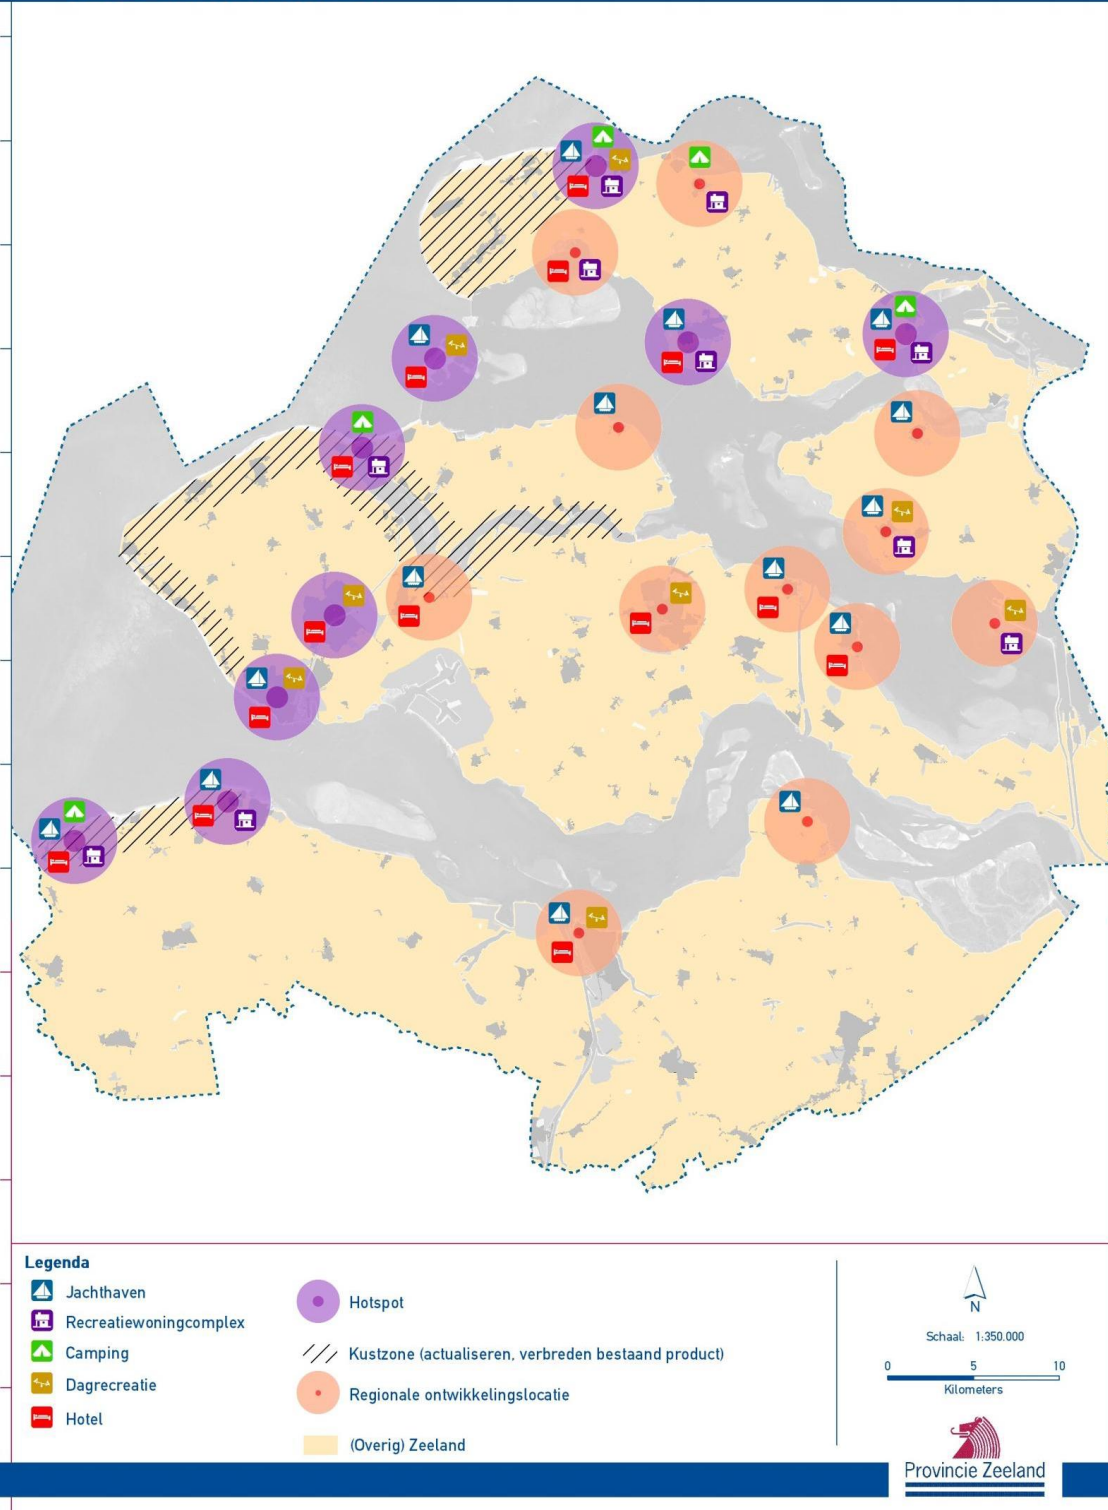 Legenda
Jachthaven
Recreatiewoningcomplex
Camping
Dagrecreatie
Hotel
Hotspot
Kustzone (actualiseren, verbreden bestaand product)
Regionale ontwikkelingslocatie
(Overig) Zeeland
N
Schaal: 1:350.000
0 5 10
Kilometers
Provincie Zeeland